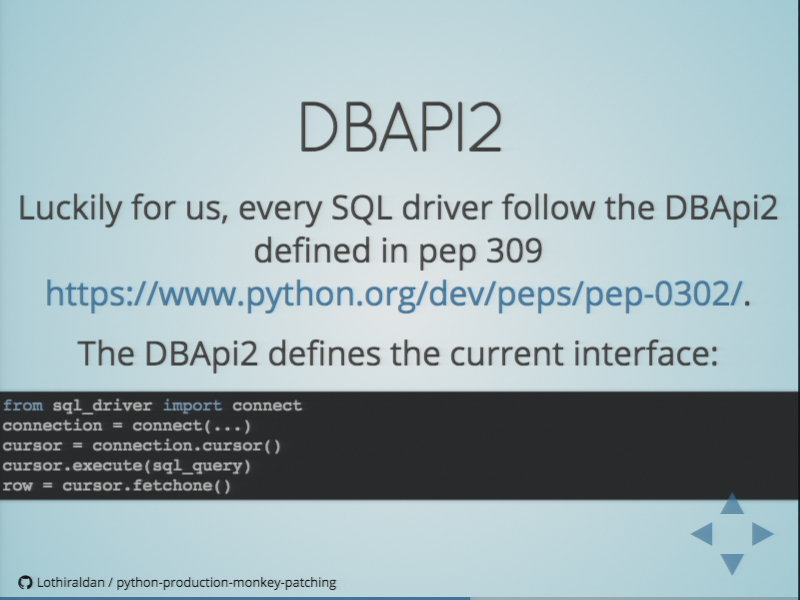 DBAPI2
Luckily for us, every SQL driver follow the DBApi2
defined in pep 309
https://www.python.org/dev/peps/pep-0302/.
The DBApi2 defines the current interface:
from sql_driver import connect
connection = connect(...)
cursor = connection.cursor()
cursor.execute(sql_query)
row = cursor.fetchone()
Lothiraldan / python-production-monkey-patching